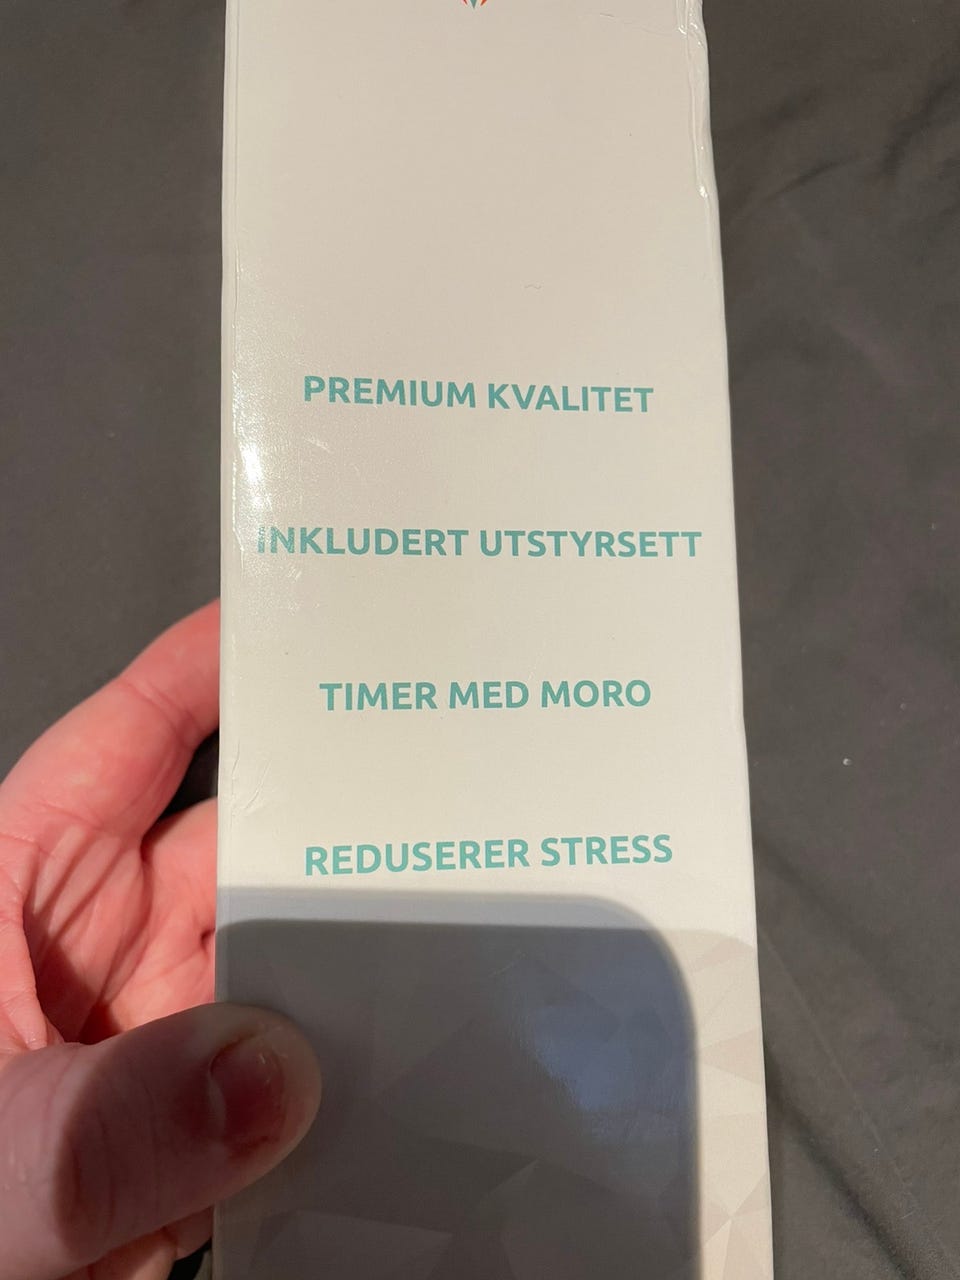 PREMIUM KVALITET
INKLUDERT UTSTYRSETT
TIMER MED MORO
REDUSERER STRESS